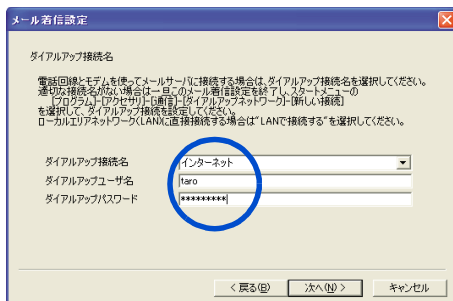 メール着信設定
ダイアルアップ接続名
電話回線とモデムを使ってメールサーバに接続する場合は、ダイアルアップ接続名を選択してください。
適切な接続名がない場合は一旦このメール着信設定を終了し、スタートメニューの
[プログラム]-[アクセサリ]-[通信]-[ダイアルアップネットワーク]-[新しい接続]
を選択して、ダイアルアップ接続を設定してください。
ローカルエリアネットワーク(LAN)に直接接続する場合は"LANで接続する"を選択してください。
ダイアルアップ接続名 インターネット
ダイアルアップユーザ名 taro
ダイアルアップパスワード *********
< 戻る(B) 次へ(N) > キャンセル